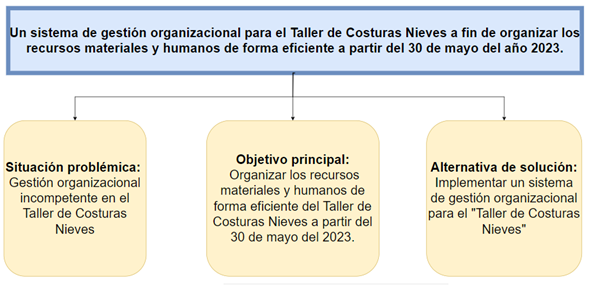 Un sistema de gestión organizacional para el Taller de Costuras Nieves a fin de organizar los
recursos materiales y humanos de forma eficiente a partir del 30 de mayo del año 2023.
Situación problémica:
Gestión organizacional
incompetente en el
Taller de Costuras
Nieves
Objetivo principal:
Organizar los recursos
materiales y humanos de
forma eficiente del Taller de
Costuras Nieves a partir del
30 de mayo del 2023.
Alternativa de solución:
Implementar un sistema
de gestión organizacional
para el "Taller de Costuras
Nieves"